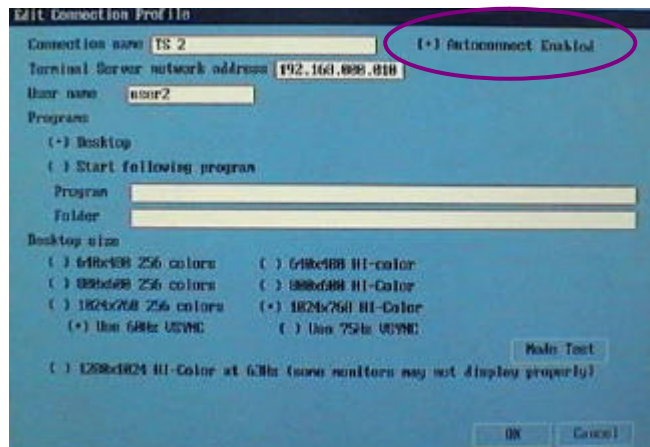 Edit Connection Profile
Connection name TS 2 (•) Autoconnect Enabled
Terminal Server network address 192.168.000.010
User name user2
Programs
(•) Desktop
( ) Start following program
Program
Folder
Desktop size
( ) 640x480 256 colors ( ) 640x480 HI-color
( ) 800x600 256 colors ( ) 800x600 HI-color
( ) 1024x768 256 colors (•) 1024x768 HI-Color
(•) Use 60Hz VSYNC ( ) Use 75Hz VSYNC
Mode Test
( ) 1280x1024 HI-Color at 63Hz (some monitors may not display properly)
OK Cancel